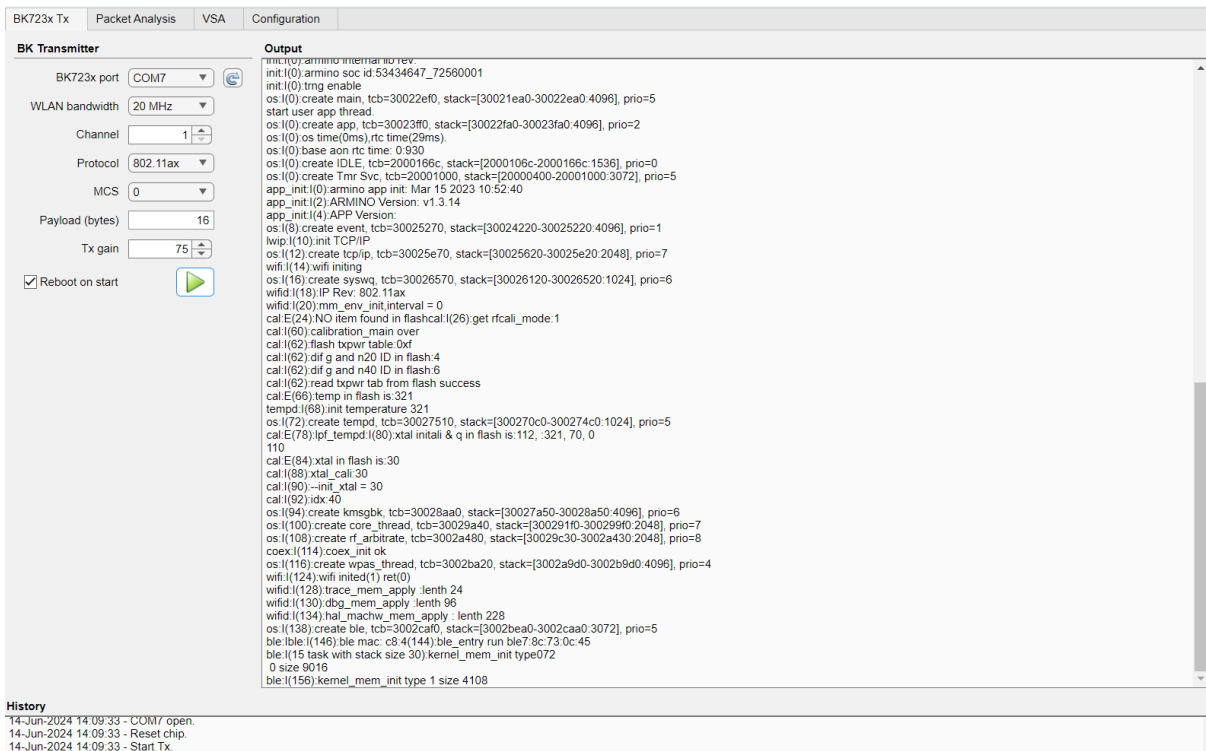 BK723x Tx
Packet Analysis
VSA
Configuration
BK Transmitter
BK723x port
COM7
WLAN bandwidth
20 MHz
Channel
1
Protocol
802.11ax
MCS
0
Payload (bytes)
16
Tx gain
75
Reboot on start
Output
init:I(0):armino internal lib rev:
init:I(0):armino soc id:53434647_72560001
init:I(0):trng enable
os:I(0):create main, tcb=30022ef0, stack=[30021ea0-30022ea0:4096], prio=5
start user app thread.
os:I(0):create app, tcb=30023ff0, stack=[30022fa0-30023fa0:4096], prio=2
os:I(0):os time(0ms),rtc time(29ms).
os:I(0):base aon rtc time: 0:930
os:I(0):create IDLE, tcb=2000166c, stack=[2000106c-2000166c:1536], prio=0
os:I(0):create Tmr Svc, tcb=20001000, stack=[20000400-20001000:3072], prio=5
app_init:I(0):armino app init: Mar 15 2023 10:52:40
app_init:I(2):ARMINO Version: v1.3.14
app_init:I(4):APP Version:
os:I(8):create event, tcb=30025270, stack=[30024220-30025220:4096], prio=1
lwip:I(10):init TCP/IP
os:I(12):create tcp/ip, tcb=30025e70, stack=[30025620-30025e20:2048], prio=7
wifi:I(14):wifi initing
os:I(16):create syswq, tcb=30026570, stack=[30026120-30026520:1024], prio=6
wifid:I(18):IP Rev: 802.11ax
wifid:I(20):mm_env_init,interval = 0
cal:E(24):NO item found in flashcal:I(26):get rfcali_mode:1
cal:I(60):calibration_main over
cal:I(62):flash txpwr table:0xf
cal:I(62):dif g and n20 ID in flash:4
cal:I(62):dif g and n40 ID in flash:6
cal:I(62):read txpwr tab from flash success
cal:E(66):temp in flash is:321
tempd:I(68):init temperature 321
os:I(72):create tempd, tcb=30027510, stack=[300270c0-300274c0:1024], prio=5
cal:E(78):lpf_tempd:I(80):xtal initali & q in flash is:112, :321, 70, 0
110
cal:E(84):xtal in flash is:30
cal:I(88):xtal_cali:30
cal:I(90):--init_xtal = 30
cal:I(92):idx:40
os:I(94):create kmsgbk, tcb=30028aa0, stack=[30027a50-30028a50:4096], prio=6
os:I(100):create core_thread, tcb=30029a40, stack=[300291f0-300299f0:2048], prio=7
os:I(108):create rf_arbitrate, tcb=3002a480, stack=[30029c30-3002a430:2048], prio=8
coex:I(114):coex_init ok
os:I(116):create wpas_thread, tcb=3002ba20, stack=[3002a9d0-3002b9d0:4096], prio=4
wifi:I(124):wifi inited(1) ret(0)
wifid:I(128):trace_mem_apply :lenth 24
wifid:I(130):dbg_mem_apply :lenth 96
wifid:I(134):hal_machw_mem_apply : lenth 228
os:I(138):create ble, tcb=3002caf0, stack=[3002bea0-3002caa0:3072], prio=5
ble:Ible:I(146):ble mac: c8:4(144):ble_entry run ble7:8c:73:0c:45
ble:I(15 task with stack size 30):kernel_mem_init type072
0 size 9016
ble:I(156):kernel_mem_init type 1 size 4108
History
14-Jun-2024 14:09:33 - COM7 open.
14-Jun-2024 14:09:33 - Reset chip.
14-Jun-2024 14:09:33 - Start Tx.